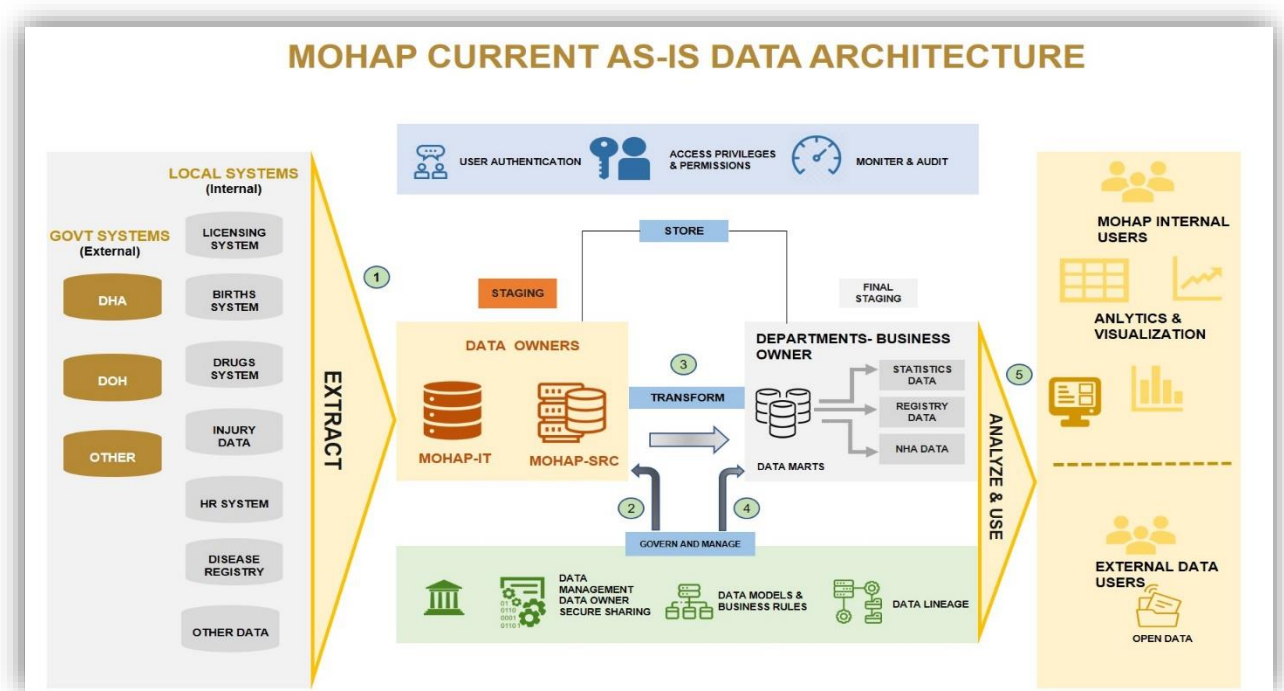 MOHAP CURRENT AS-IS DATA ARCHITECTURE
USER AUTHENTICATION
ACCESS PRIVILEGES
& PERMISSIONS
MONITER & AUDIT
LOCAL SYSTEMS
(Internal)
GOVT SYSTEMS
(External)
DHA
DOH
OTHER
LICENSING
SYSTEM
BIRTHS
SYSTEM
DRUGS
SYSTEM
INJURY
DATA
HR SYSTEM
DISEASE
REGISTRY
OTHER DATA
EXTRACT
1
STORE
STAGING
FINAL
STAGING
DATA OWNERS
MOHAP-IT
MOHAP-SRC
3
TRANSFORM
DEPARTMENTS- BUSINESS
OWNER
DATA MARTS
STATISTICS
DATA
REGISTRY
DATA
NHA DATA
2
4
GOVERN AND MANAGE
01
0110
0001
01101
DATA
MANAGEMENT
DATA OWNER
SECURE SHARING
DATA MODELS &
BUSINESS RULES
DATA LINEAGE
ANALYZE & USE
5
MOHAP INTERNAL
USERS
ANLYTICS &
VISUALIZATION
EXTERNAL DATA
USERS
OPEN DATA